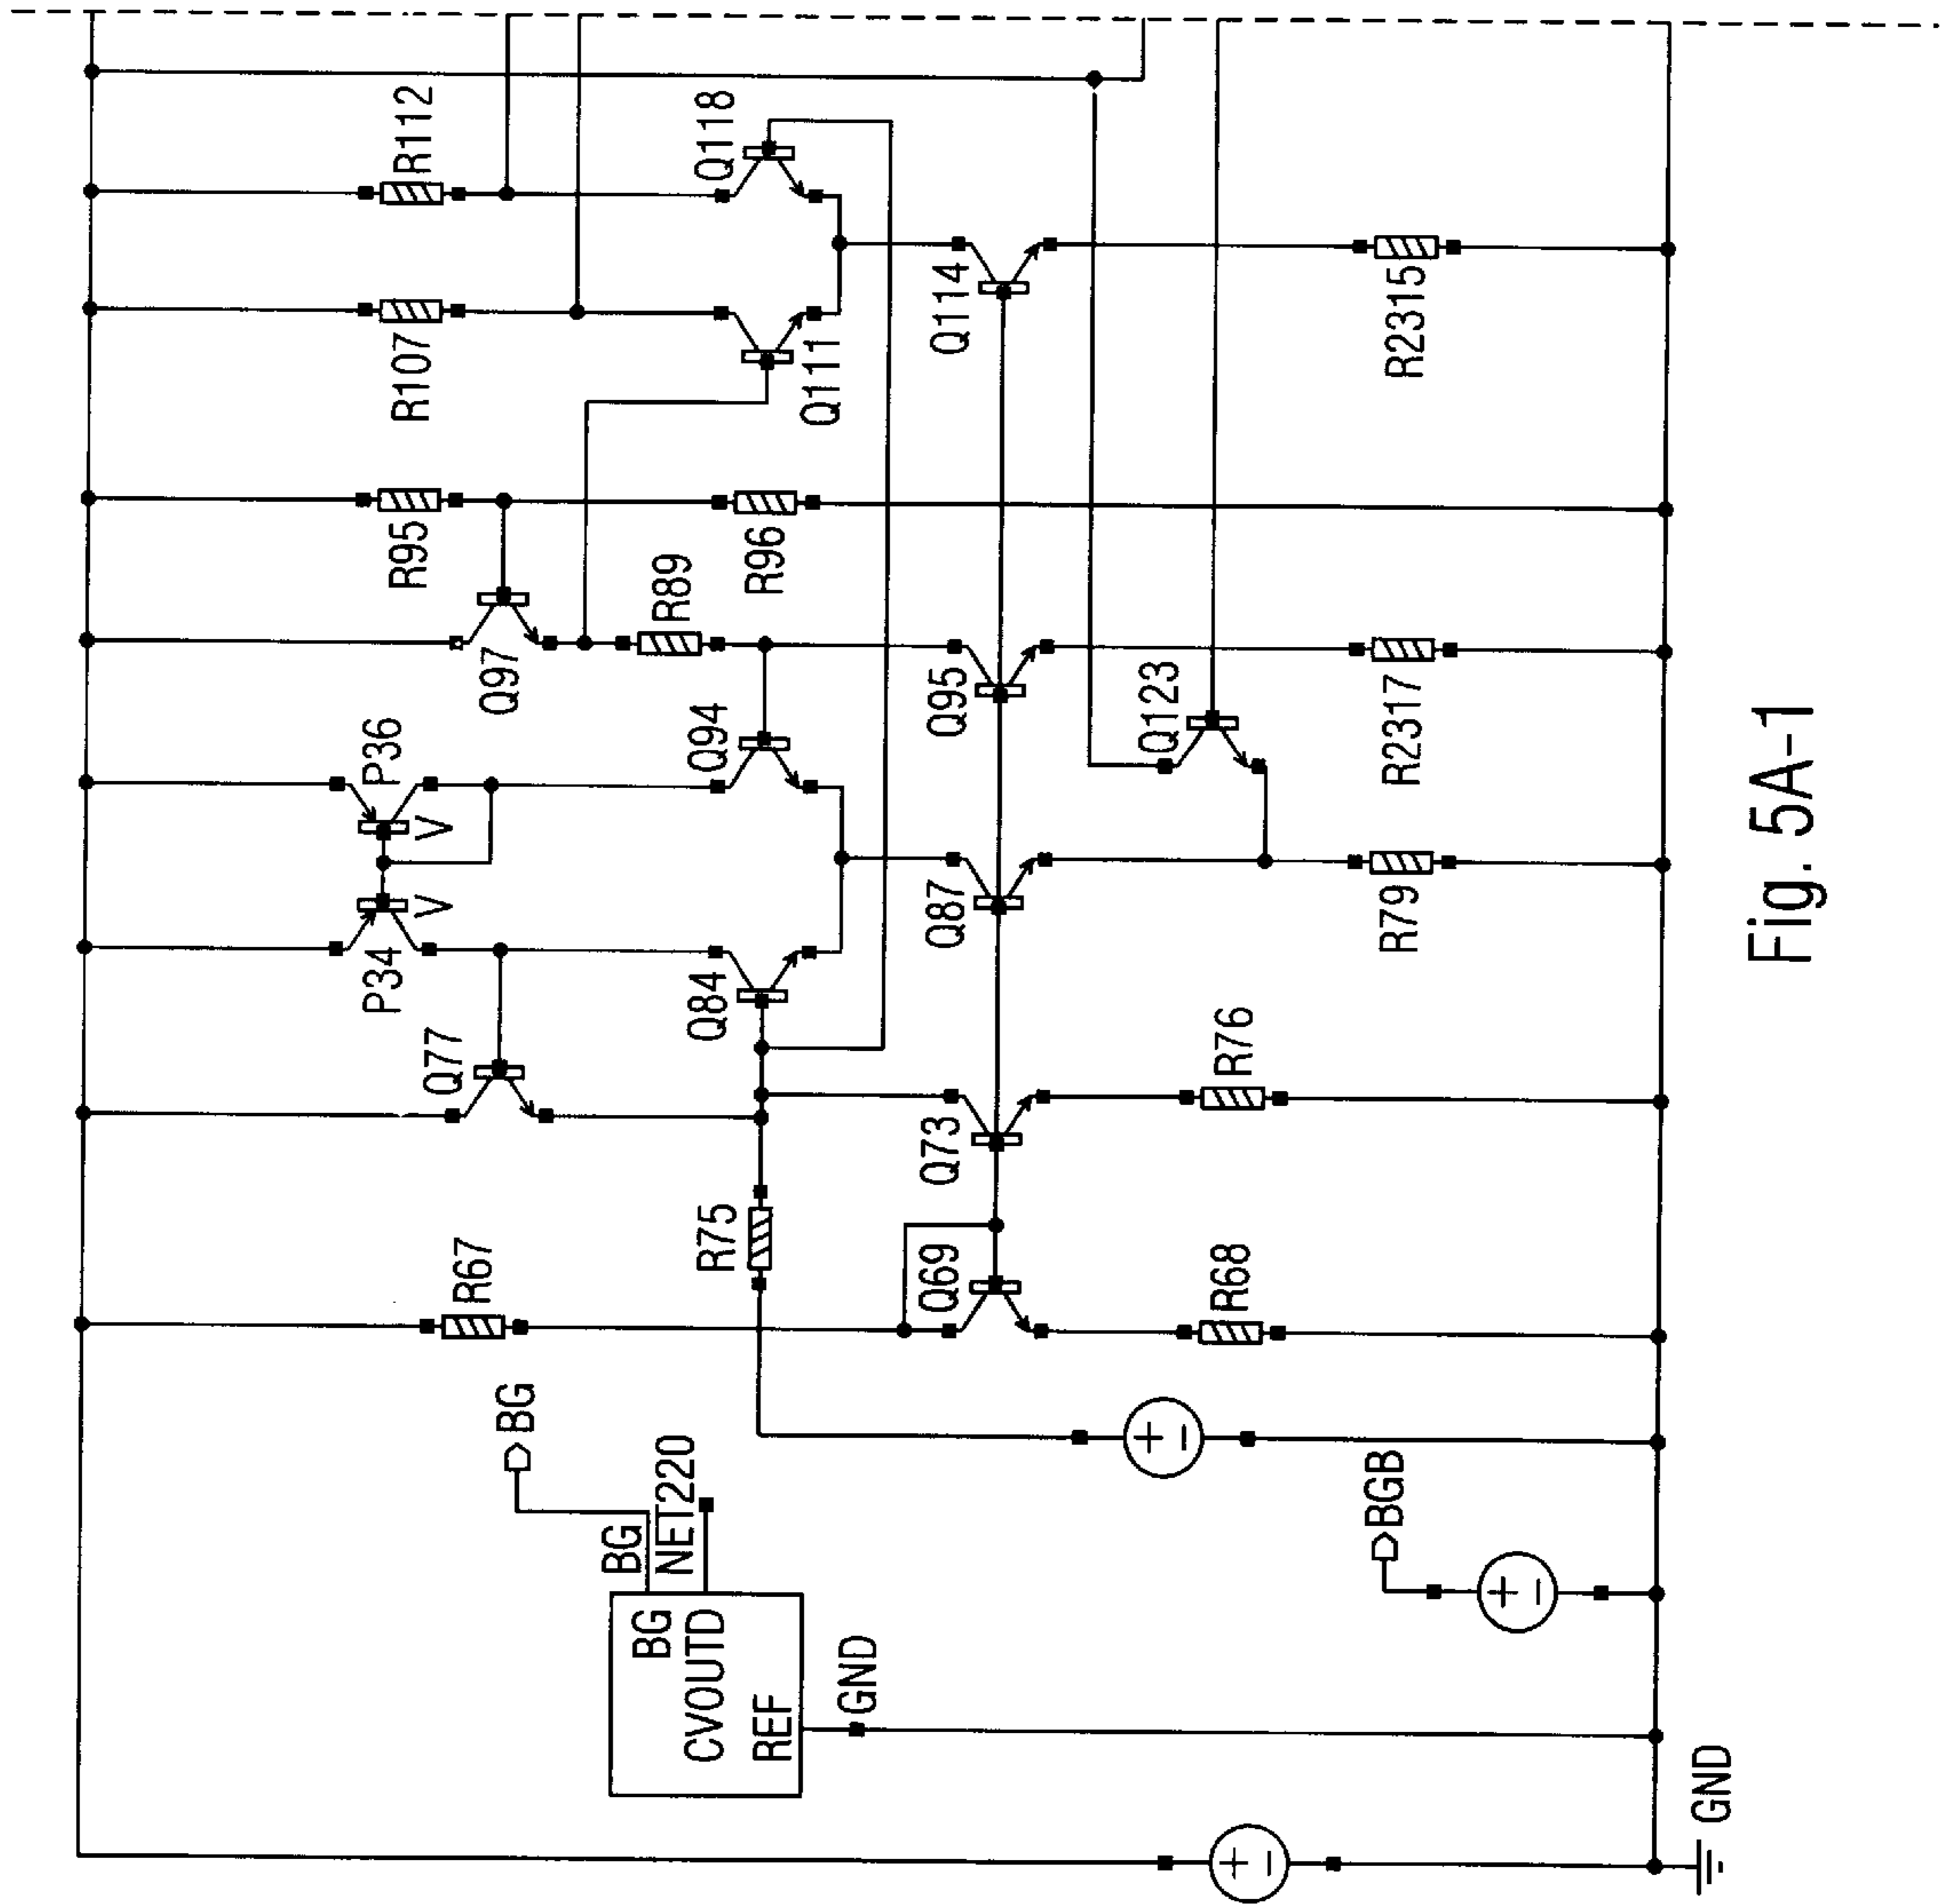 R112
Q118
R107
Q111
Q114
R2315
R95
R96
R89
Q97
Q95
R2317
Q123
P36
V
Q94
P34
V
Q84
Q87
R79
Q77
Q73
R76
R75
R67
Q69
R68
BG
BG
NET220
BG
CVOUTD
REF
GND
BGB
+
-
+
-
+
-
GND
Fig. 5A-1